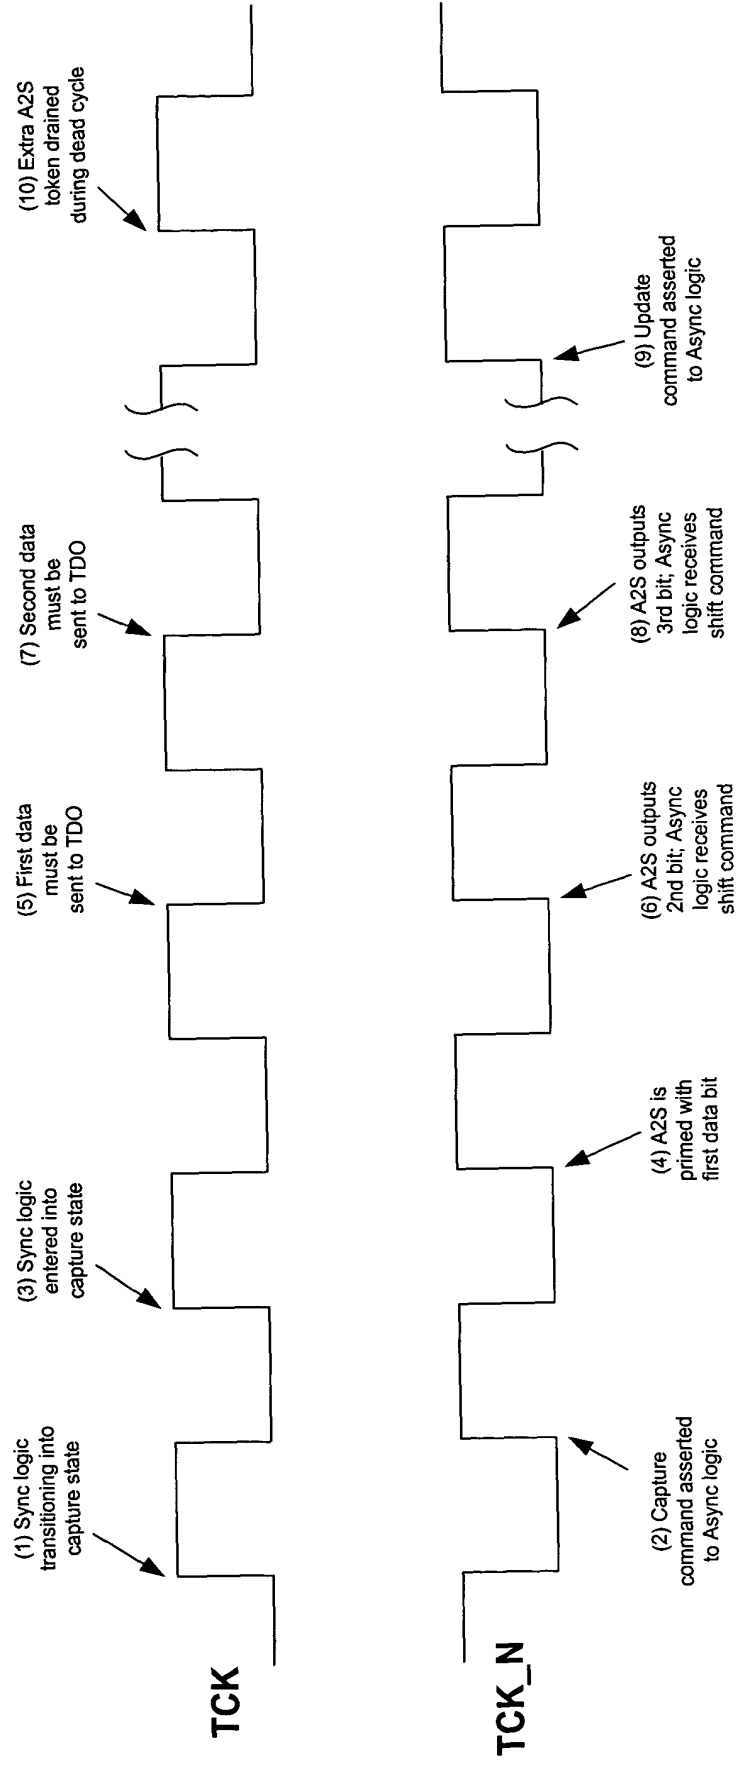 TCK
(1) Sync logic
transitioning into
capture state
(3) Sync logic
entered into
capture state
(5) First data
must be
sent to TDO
(7) Second data
must be
sent to TDO
(10) Extra A2S
token drained
during dead cycle
TCK_N
(2) Capture
command asserted
to Async logic
(4) A2S is
primed with
first data bit
(6) A2S outputs
2nd bit; Async
logic receives
shift command
(8) A2S outputs
3rd bit; Async
logic receives
shift command
(9) Update
command asserted
to Async logic